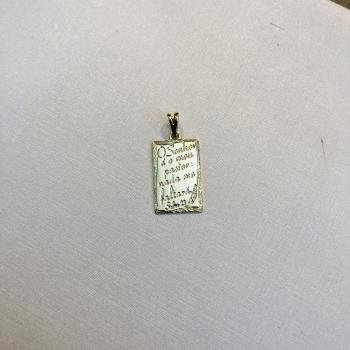 O Senhor
é o meu
pastor:
nada me
faltará